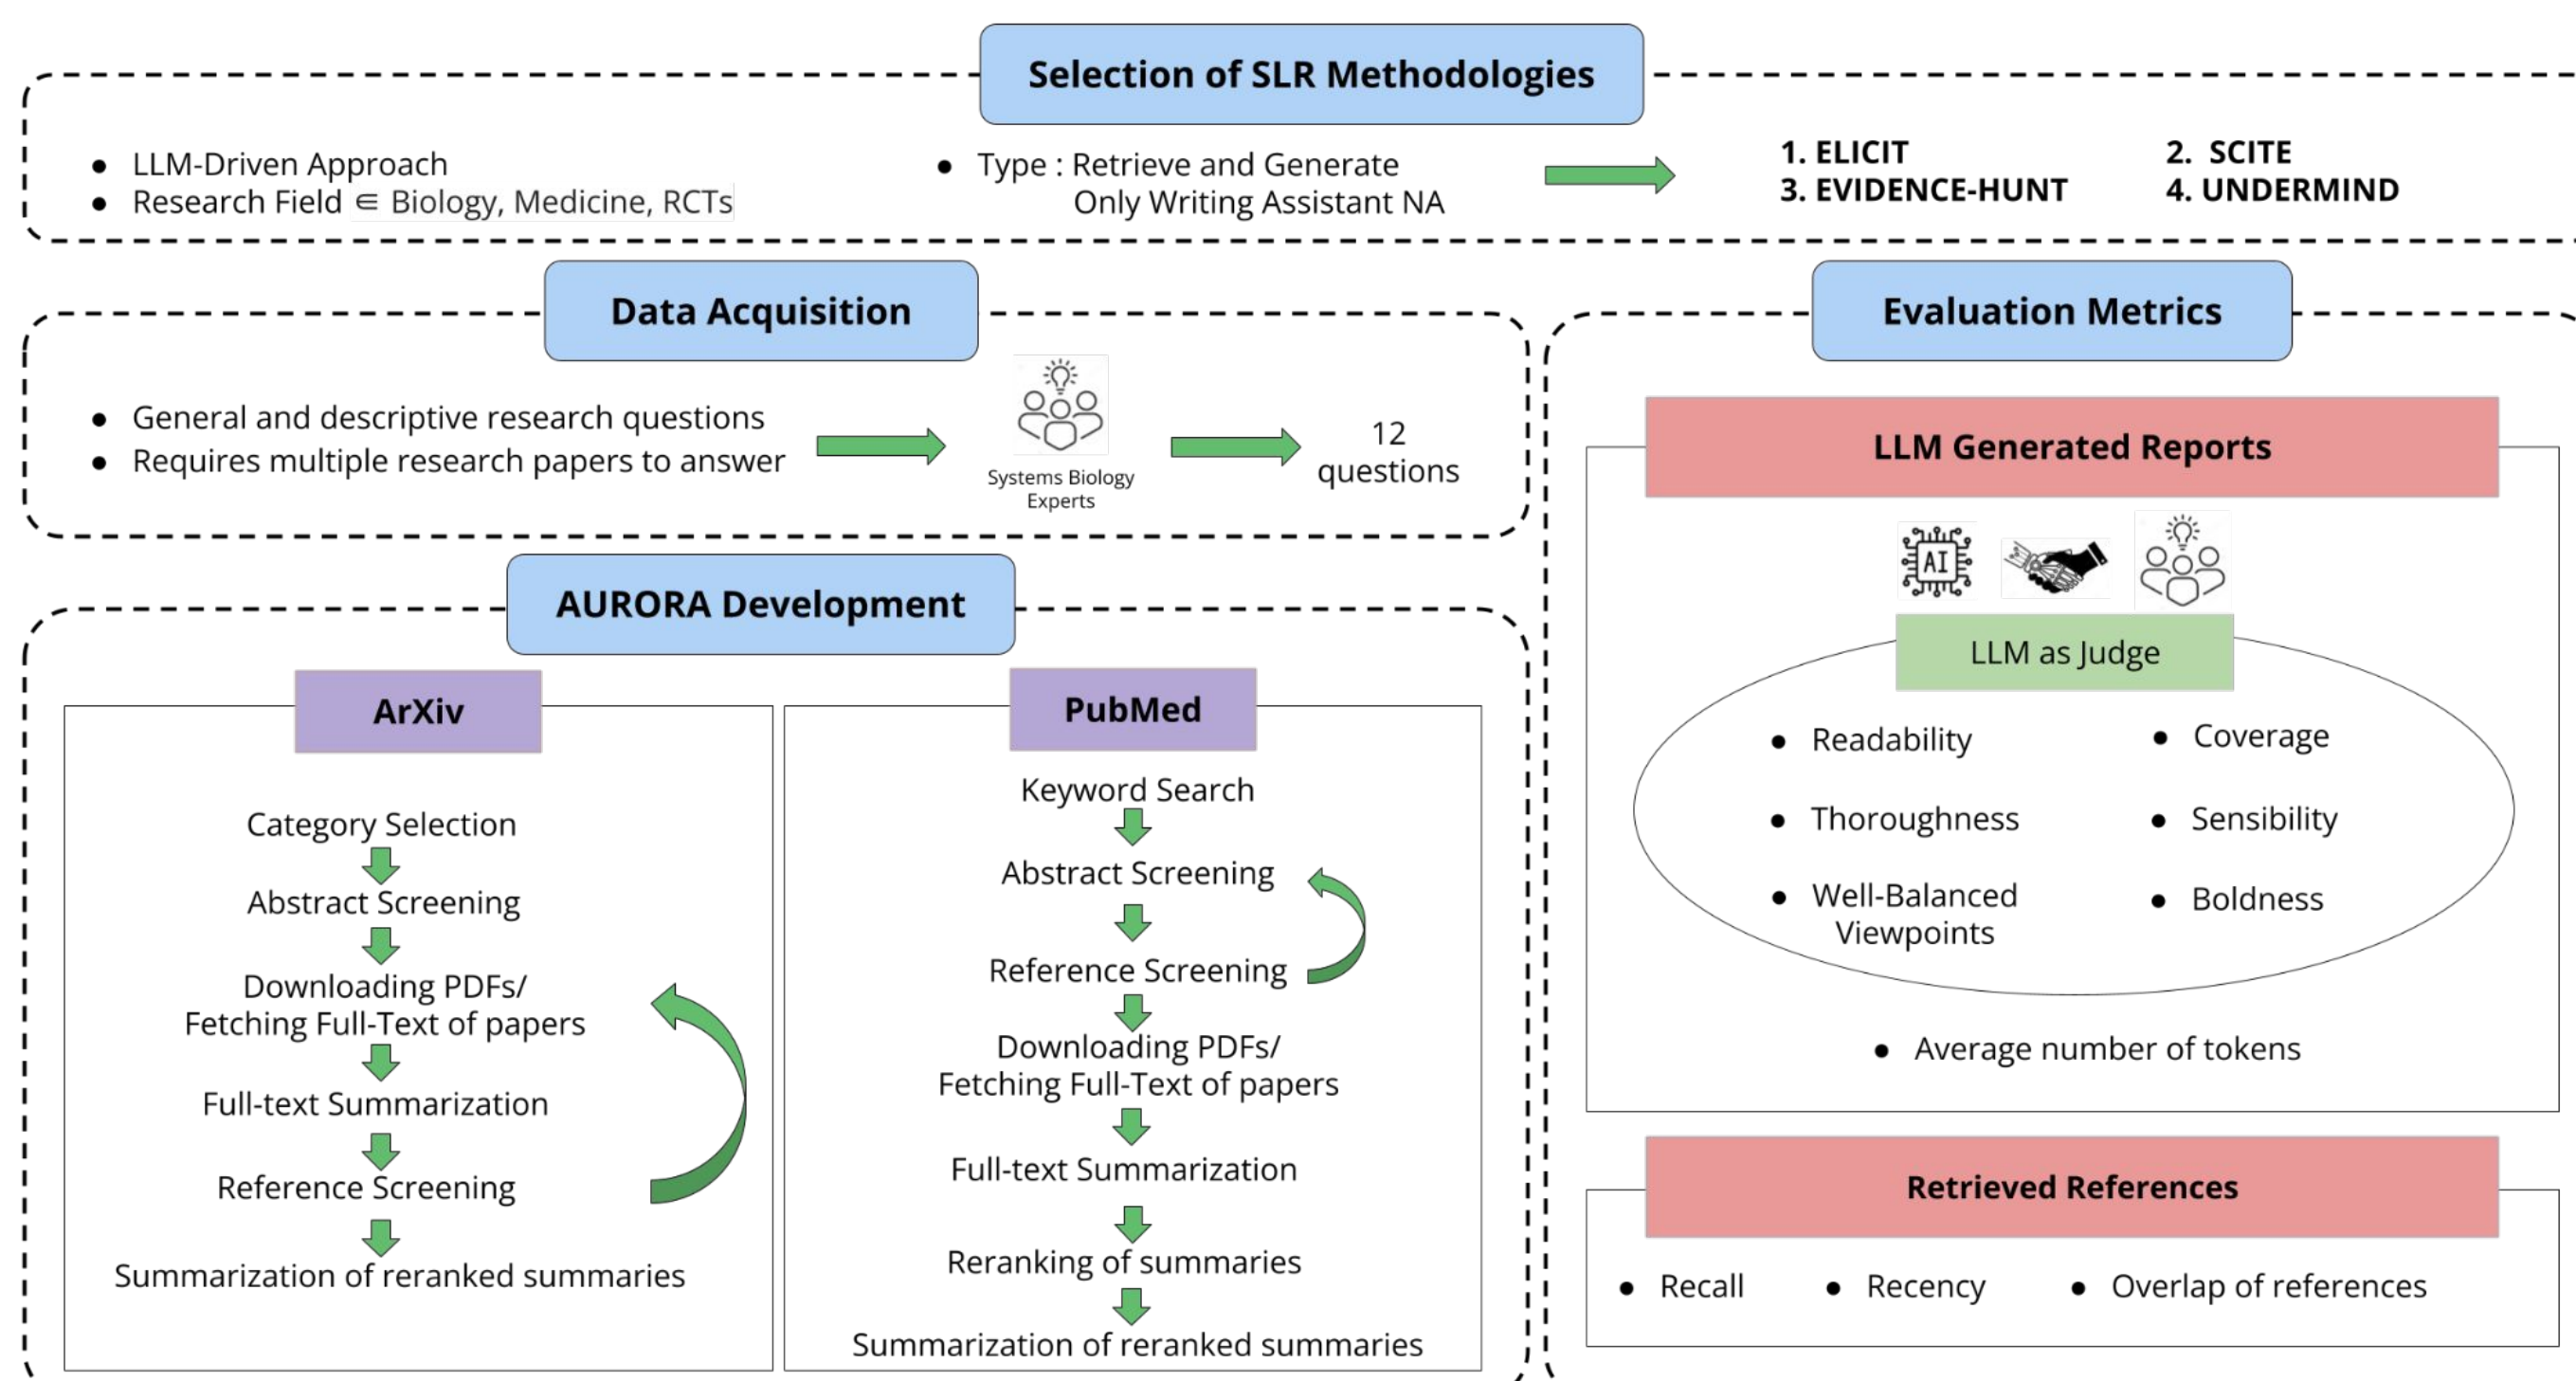 Selection of SLR Methodologies
● LLM-Driven Approach
● Research Field ∈ Biology, Medicine, RCTs
● Type : Retrieve and Generate
Only Writing Assistant NA
1. ELICIT
2. SCITE
3. EVIDENCE-HUNT
4. UNDERMIND
Data Acquisition
● General and descriptive research questions
● Requires multiple research papers to answer
Systems Biology
Experts
12
questions
AURORA Development
ArXiv
Category Selection
Abstract Screening
Downloading PDFs/
Fetching Full-Text of papers
Full-text Summarization
Reference Screening
Summarization of reranked summaries
PubMed
Keyword Search
Abstract Screening
Reference Screening
Downloading PDFs/
Fetching Full-Text of papers
Full-text Summarization
Reranking of summaries
Summarization of reranked summaries
Evaluation Metrics
LLM Generated Reports
AI
LLM as Judge
● Readability
● Coverage
● Thoroughness
● Sensibility
● Well-Balanced
Viewpoints
● Boldness
● Average number of tokens
Retrieved References
● Recall
● Recency
● Overlap of references